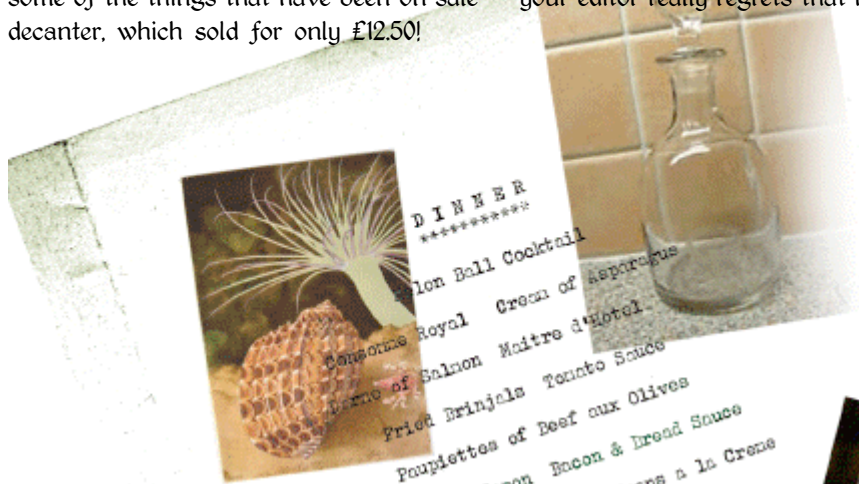 some of the things that have been on sale
your editor really regrets that
decanter, which sold for only £12.50!
DINNER
***********
lon Ball Cocktail
Consomme Royal Cream of Asparagus
Darne of Salmon Maitre d'Hotel
Fried Brinjals Tomato Sauce
Paupiettes of Beef aux Olives
Bacon & Bread Sauce
a la Creme